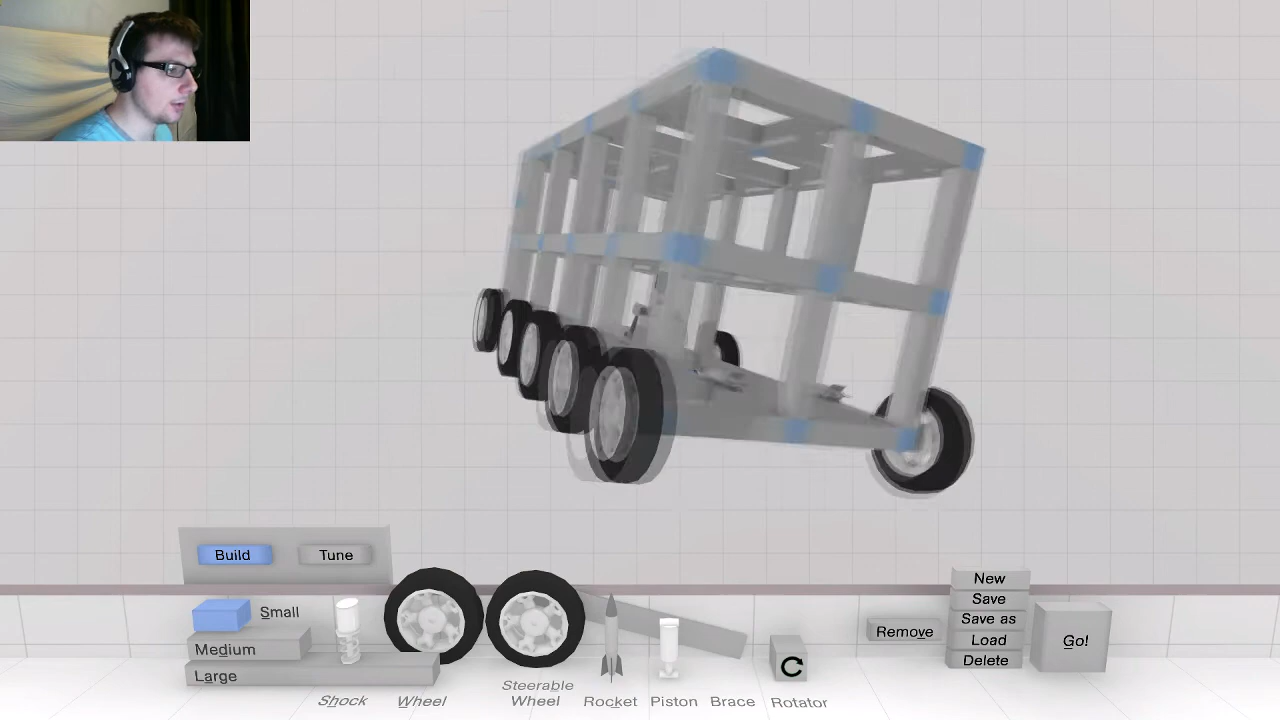 Build
Tune
Small
Medium
Large
Shock
Wheel
Steerable
Wheel
Rocket
Piston
Brace
Rotator
Remove
New
Save
Save as
Load
Delete
Go!